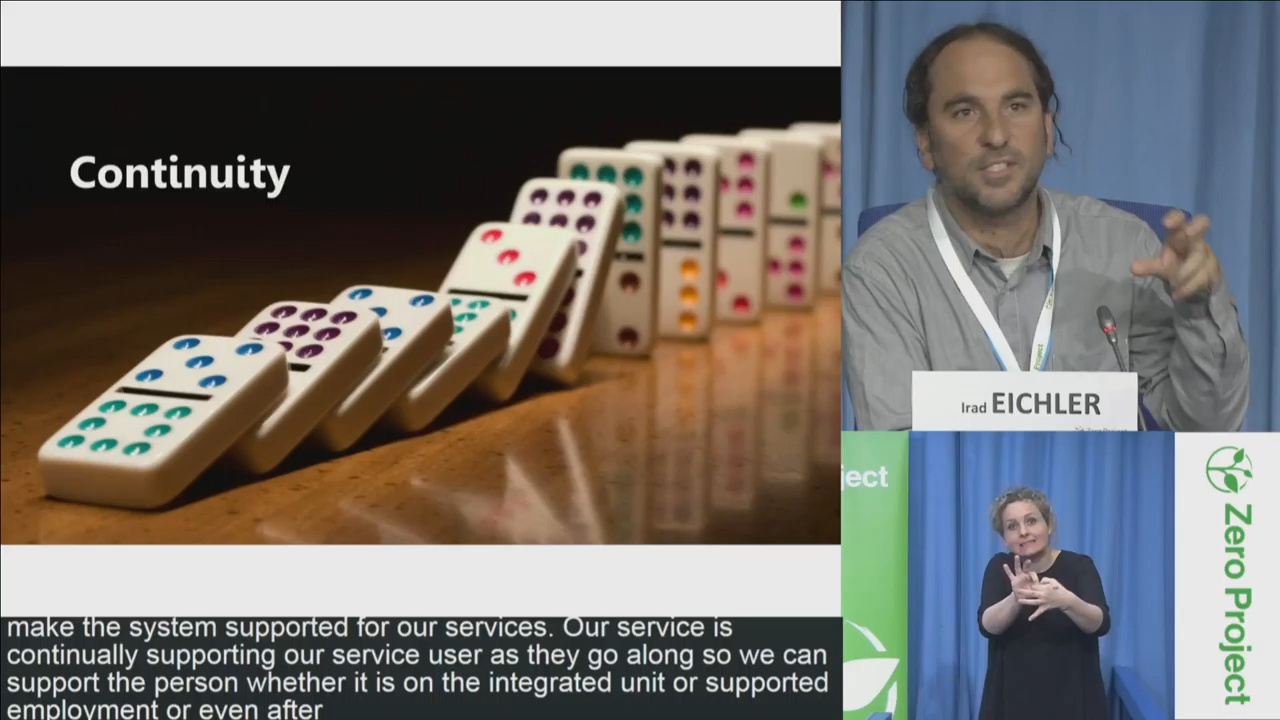 Continuity
Irad EICHLER
ject
Zero Project
make the system supported for our services. Our service is
continually supporting our service user as they go along so we can
support the person whether it is on the integrated unit or supported
employment or even after